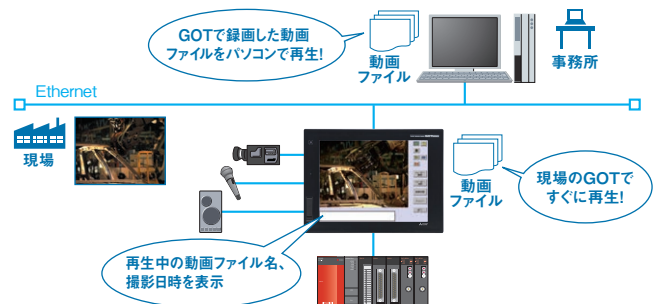 GOTで録画した動画
ファイルをパソコンで再生!
動画
ファイル
事務所
Ethernet
現場
動画
ファイル
現場のGOTで
すぐに再生!
再生中の動画ファイル名、
撮影日時を表示